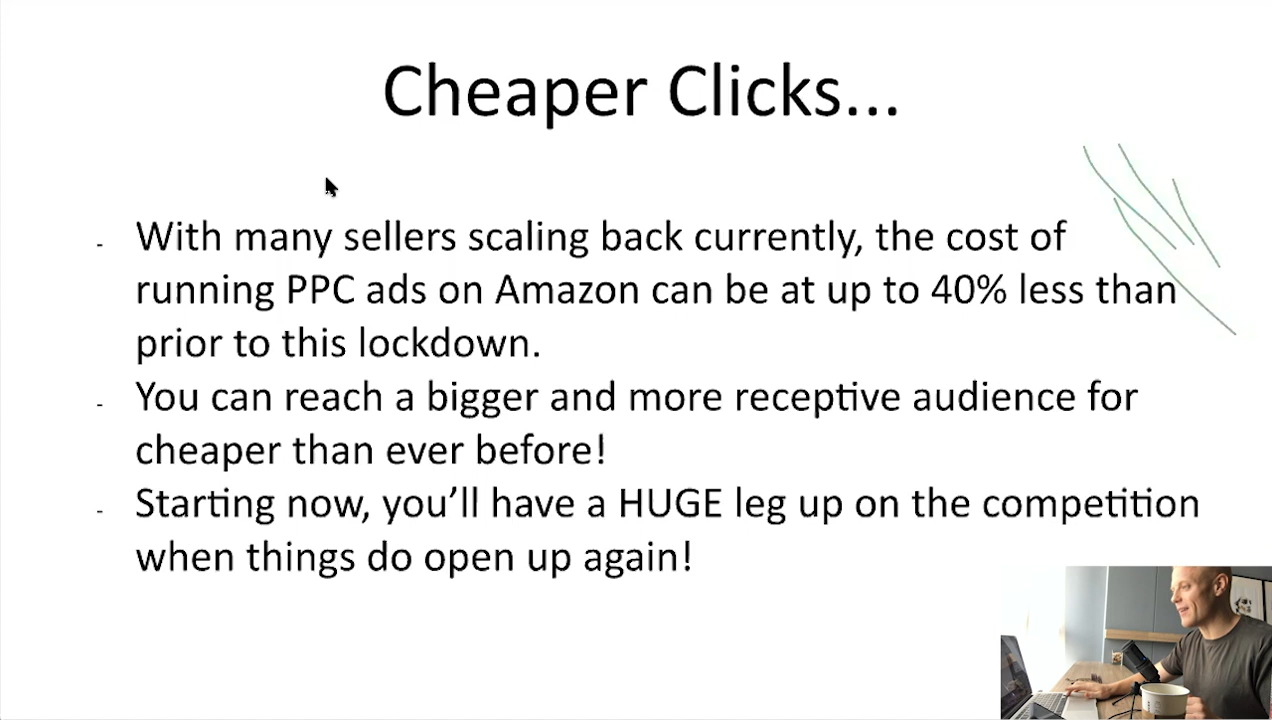 Cheaper Clicks...
- With many sellers scaling back currently, the cost of
running PPC ads on Amazon can be at up to 40% less than
prior to this lockdown.
- You can reach a bigger and more receptive audience for
cheaper than ever before!
- Starting now, you’ll have a HUGE leg up on the competition
when things do open up again!